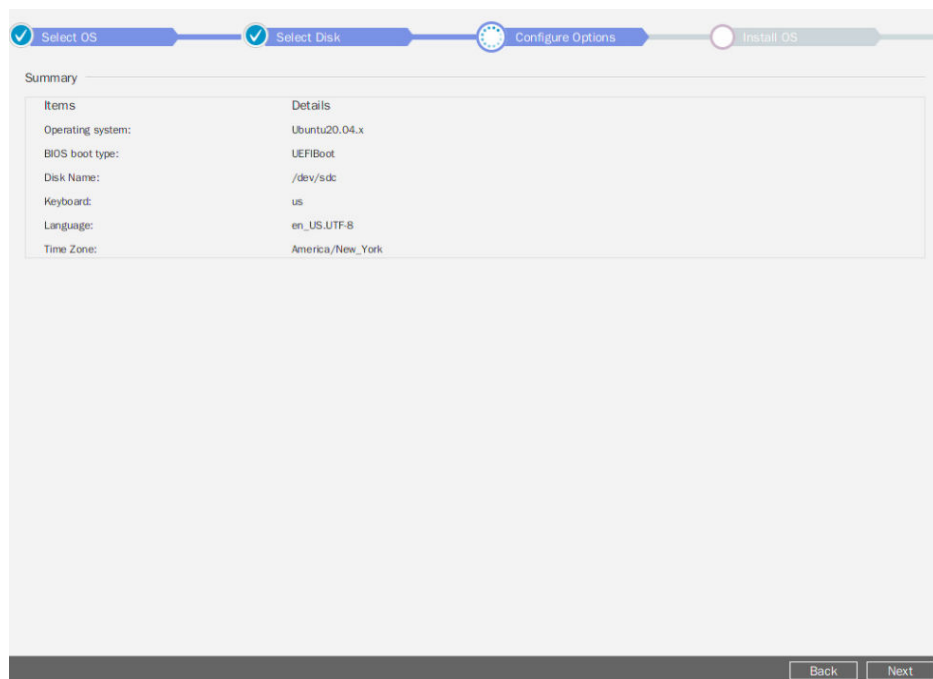 Select OS Select Disk Configure Options Install OS
Summary
Items Details
Operating system: Ubuntu20.04.x
BIOS boot type: UEFIBoot
Disk Name: /dev/sdc
Keyboard: us
Language: en_US.UTF-8
Time Zone: America/New_York
Back Next